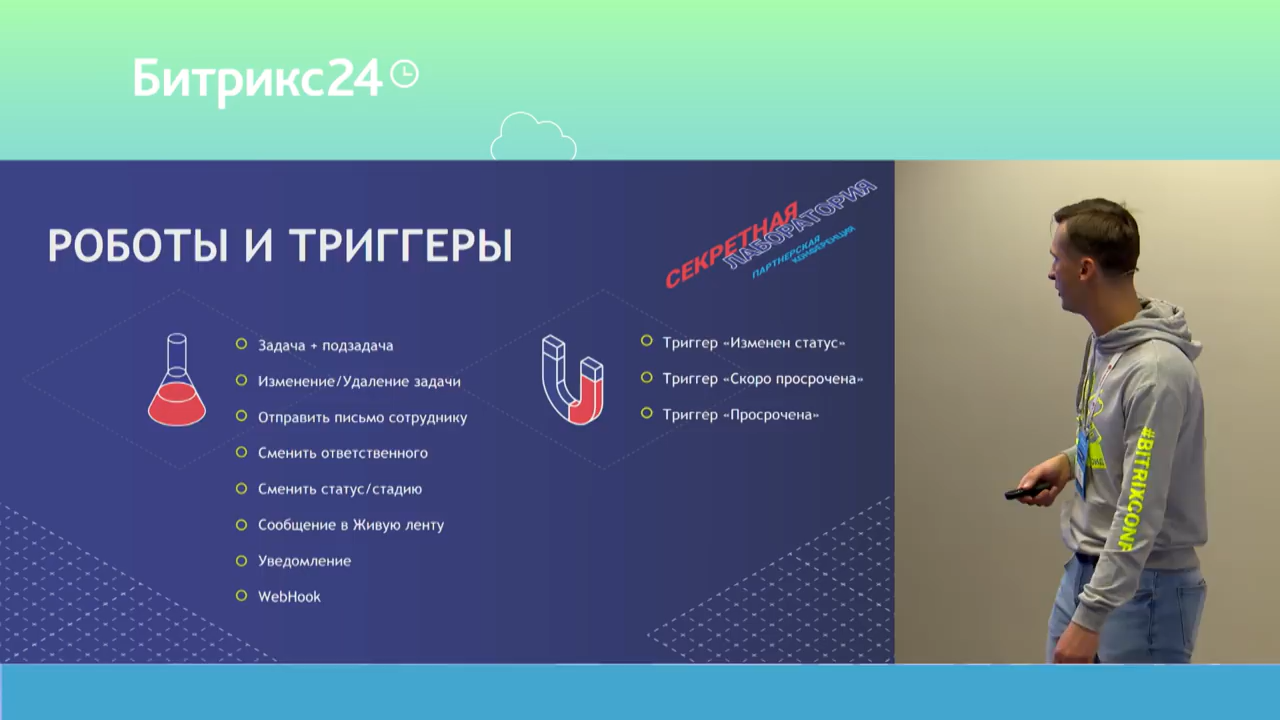 Битрикс24
РОБОТЫ И ТРИГГЕРЫ
СЕКРЕТНАЯ
ЛАБОРАТОРИЯ
ПАРТНЕРСКАЯ
КОНФЕРЕНЦИЯ
Задача + подзадача
Изменение/Удаление задачи
Отправить письмо сотруднику
Сменить ответственного
Сменить статус/стадию
Сообщение в Живую ленту
Уведомление
WebHook
Триггер «Изменен статус»
Триггер «Скоро просрочена»
Триггер «Просрочена»
#BITRIXCONF